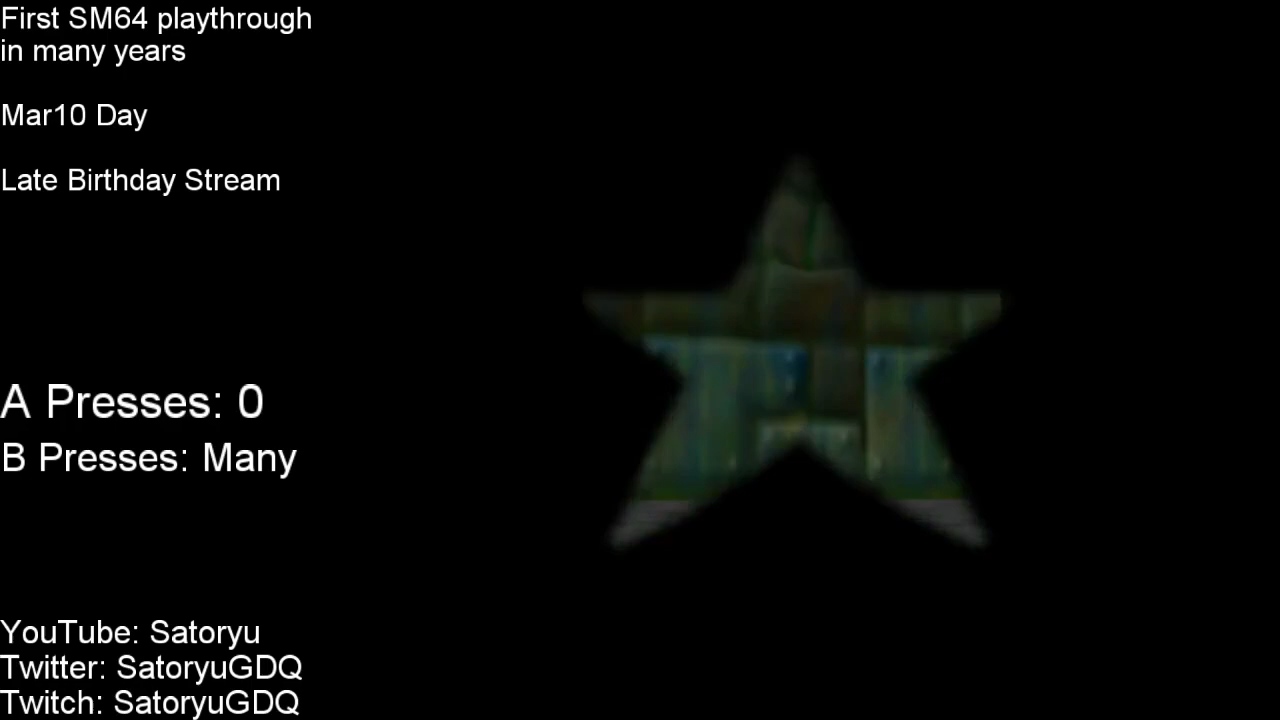 First SM64 playthrough
in many years
Mar10 Day
Late Birthday Stream
A Presses: 0
B Presses: Many
YouTube: Satoryu
Twitter: SatoryuGDQ
Twitch: SatoryuGDQ